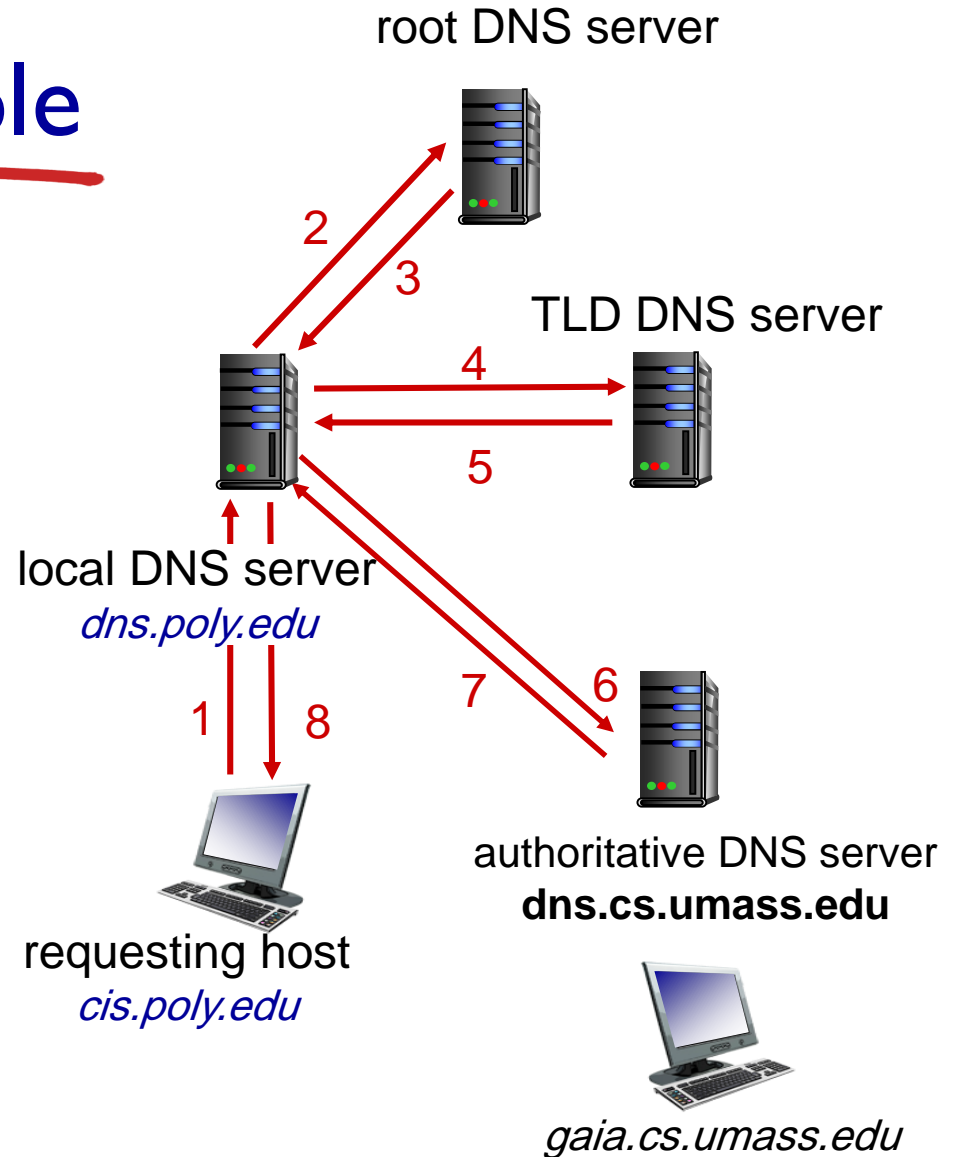 root DNS server
ole
2
3
TLD DNS server
4
5
local DNS server
dns.poly.edu
1
8
7
6
authoritative DNS server
dns.cs.umass.edu
requesting host
cis.poly.edu
gaia.cs.umass.edu